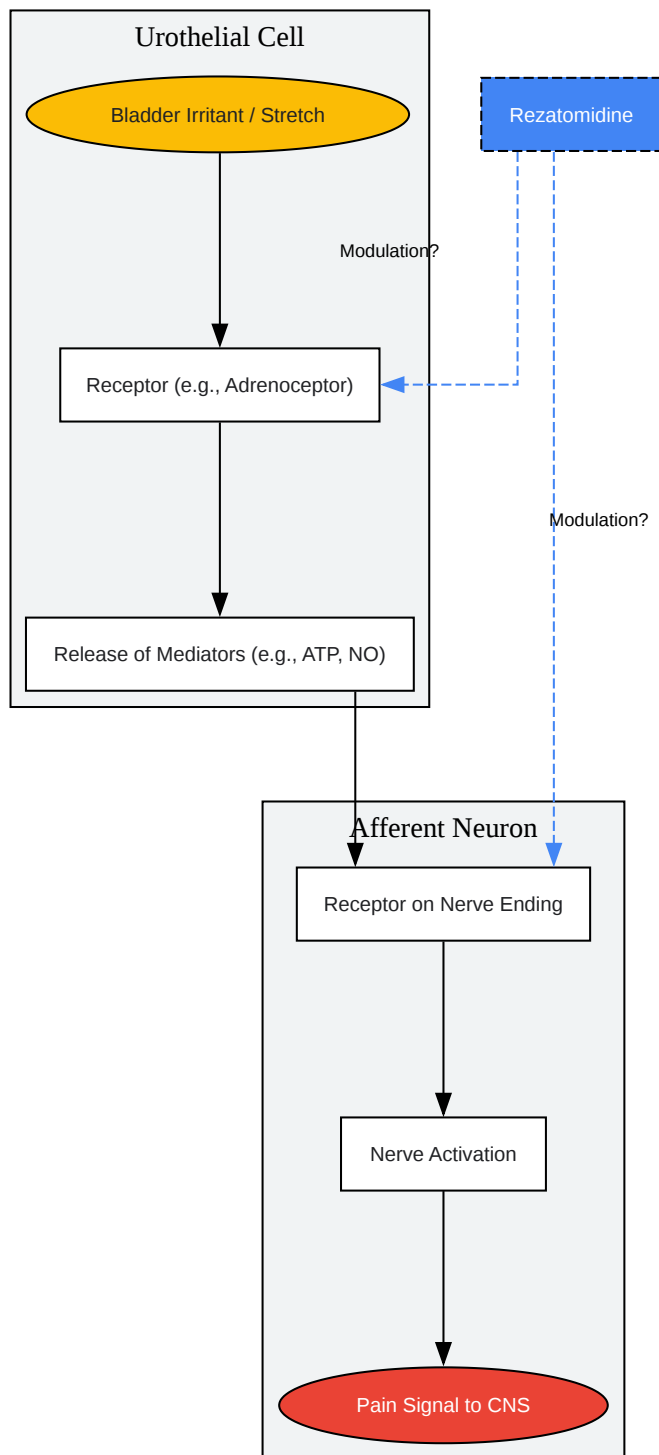 Urothelial Cell
Bladder Irritant / Stretch
Rezatomidine
Modulation?
Receptor (e.g., Adrenoceptor)
Modulation?
Release of Mediators (e.g., ATP, NO)
Afferent Neuron
Receptor on Nerve Ending
Nerve Activation
Pain Signal to CNS